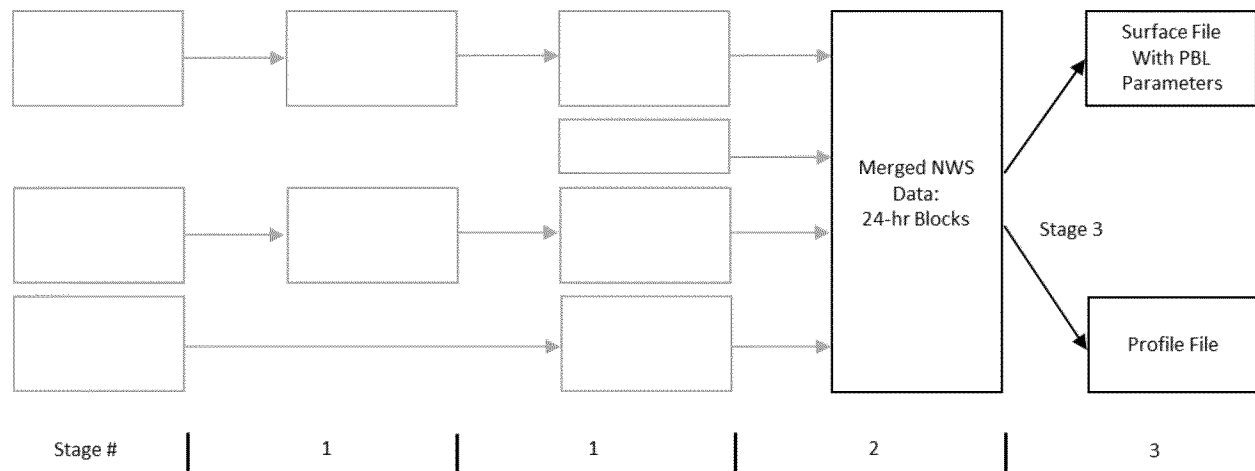 Surface File
With PBL
Parameters
Merged NWS
Data:
24-hr Blocks
Stage 3
Profile File
Stage # 1 1 2 3